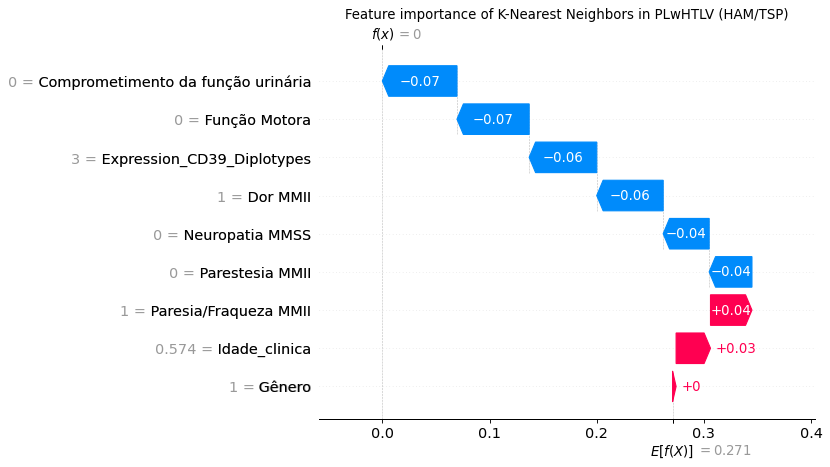 Feature importance of K-Nearest Neighbors in PLwHTLV (HAM/TSP)
f(x) = 0
0 = Comprometimento da função urinária
−0.07
0 = Função Motora
−0.07
3 = Expression_CD39_Diplotypes
−0.06
1 = Dor MMII
−0.06
0 = Neuropatia MMSS
−0.04
0 = Parestesia MMII
−0.04
1 = Paresia/Fraqueza MMII
+0.04
0.574 = Idade_clinica
+0.03
1 = Gênero
+0
0.0 0.1 0.2 0.3 0.4
E[f(X)] = 0.271